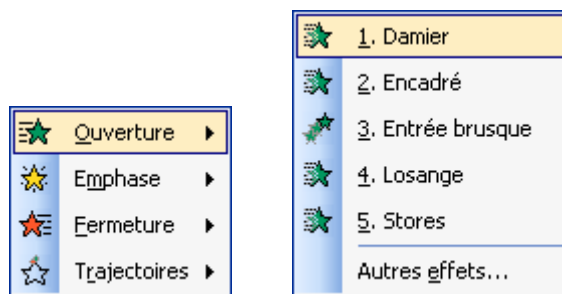 Ouverture
Emphase
Fermeture
Trajectoires
1. Damier
2. Encadré
3. Entrée brusque
4. Losange
5. Stores
Autres effets...